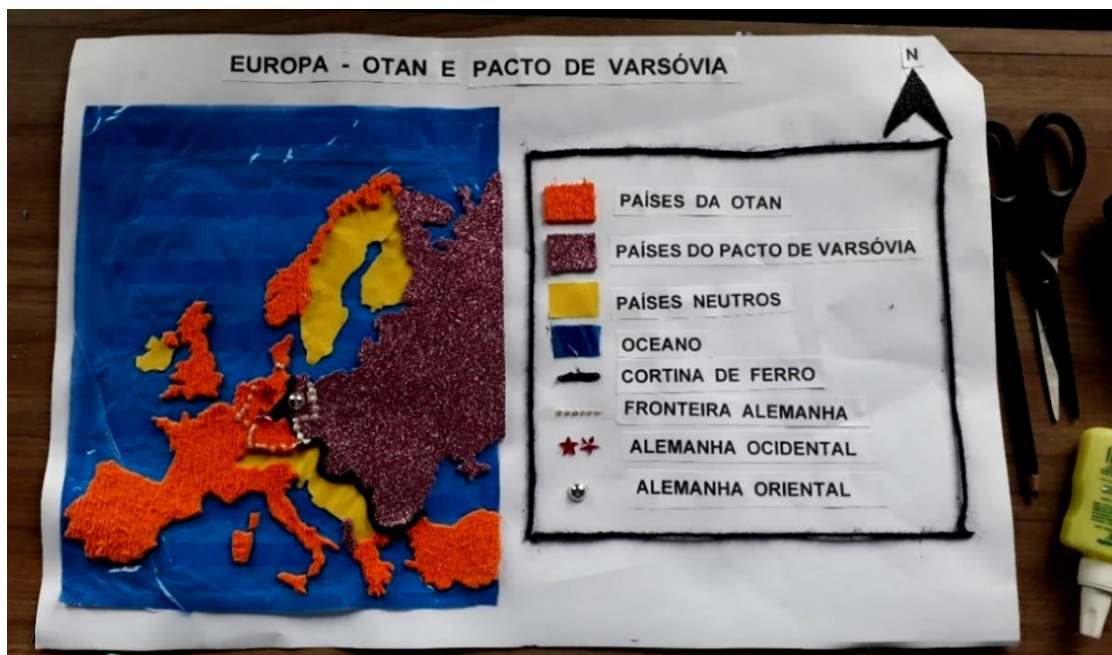 EUROPA - OTAN E PACTO DE VARSÓVIA
N
PAÍSES DA OTAN
PAÍSES DO PACTO DE VARSÓVIA
PAÍSES NEUTROS
OCEANO
CORTINA DE FERRO
FRONTEIRA ALEMANHA
ALEMANHA OCIDENTAL
ALEMANHA ORIENTAL